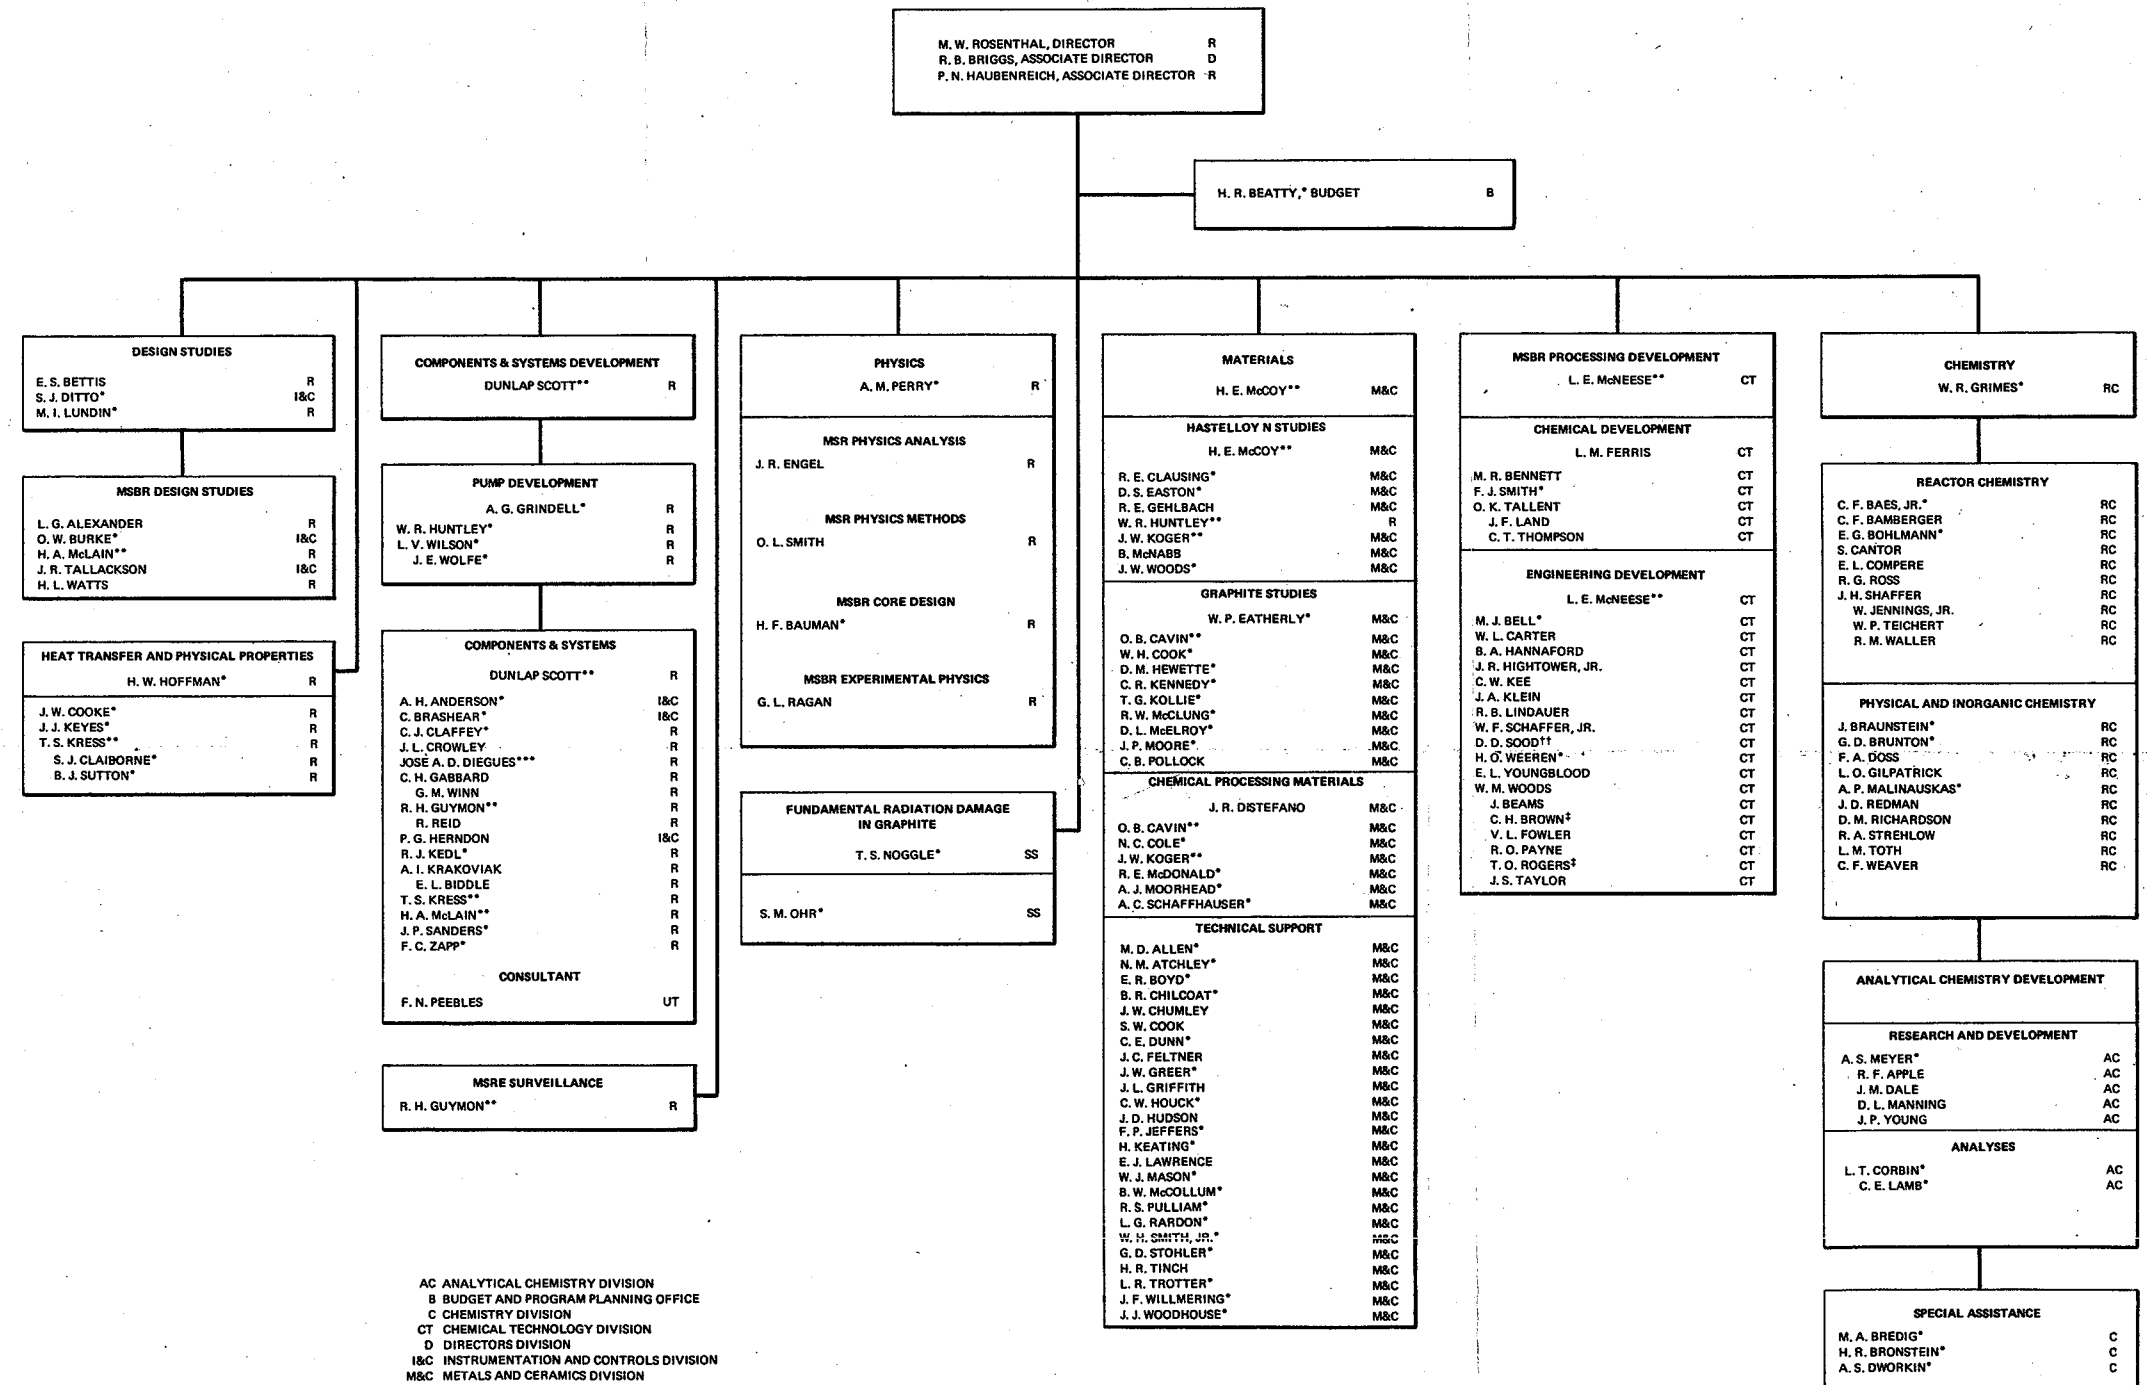 M. W. ROSENTHAL, DIRECTOR R
R. B. BRIGGS, ASSOCIATE DIRECTOR D
P. N. HAUBENREICH, ASSOCIATE DIRECTOR R
H. R. BEATTY,* BUDGET B
DESIGN STUDIES
E. S. BETTIS R
S. J. DITTO* I&C
M. I. LUNDIN* R
MSBR DESIGN STUDIES
L. G. ALEXANDER R
O. W. BURKE* I&C
H. A. McLAIN** R
J. R. TALLACKSON I&C
H. L. WATTS R
HEAT TRANSFER AND PHYSICAL PROPERTIES
H. W. HOFFMAN* R
J. W. COOKE* R
J. J. KEYES* R
T. S. KRESS** R
S. J. CLAIBORNE* R
B. J. SUTTON* R
COMPONENTS & SYSTEMS DEVELOPMENT
DUNLAP SCOTT** R
PUMP DEVELOPMENT
A. G. GRINDELL* R
W. R. HUNTLEY* R
L. V. WILSON* R
J. E. WOLFE* R
COMPONENTS & SYSTEMS
DUNLAP SCOTT** R
A. H. ANDERSON* I&C
C. BRASHEAR* I&C
C. J. CLAFFEY* R
J. L. CROWLEY R
JOSÉ A. D. DIEGUES*** R
C. H. GABBARD R
G. M. WINN R
R. H. GUYMON** R
R. REID R
P. G. HERNDON I&C
R. J. KEDL* R
A. I. KRAKOVIAK R
E. L. BIDDLE R
T. S. KRESS** R
H. A. McLAIN** R
J. P. SANDERS* R
F. C. ZAPP* R
CONSULTANT
F. N. PEEBLES UT
MSRE SURVEILLANCE
R. H. GUYMON** R
PHYSICS
A. M. PERRY* R
MSR PHYSICS ANALYSIS
J. R. ENGEL R
MSR PHYSICS METHODS
O. L. SMITH R
MSBR CORE DESIGN
H. F. BAUMAN* R
MSBR EXPERIMENTAL PHYSICS
G. L. RAGAN R
FUNDAMENTAL RADIATION DAMAGE
IN GRAPHITE
T. S. NOGGLE* SS
S. M. OHR* SS
MATERIALS
H. E. McCOY** M&C
HASTELLOY N STUDIES
H. E. McCOY** M&C
R. E. CLAUSING* M&C
D. S. EASTON* M&C
R. E. GEHLBACH M&C
W. R. HUNTLEY** R
J. W. KOGER** M&C
B. McNABB M&C
J. W. WOODS* M&C
GRAPHITE STUDIES
W. P. EATHERLY* M&C
O. B. CAVIN** M&C
W. H. COOK* M&C
D. M. HEWETTE* M&C
C. R. KENNEDY* M&C
T. G. KOLLIE* M&C
R. W. McCLUNG* M&C
D. L. McELROY* M&C
J. P. MOORE* M&C
C. B. POLLOCK M&C
CHEMICAL PROCESSING MATERIALS
J. R. DISTEFANO M&C
O. B. CAVIN** M&C
N. C. COLE* M&C
J. W. KOGER** M&C
R. E. McDONALD* M&C
A. J. MOORHEAD* M&C
A. C. SCHAFFHAUSER* M&C
TECHNICAL SUPPORT
M. D. ALLEN* M&C
N. M. ATCHLEY* M&C
E. R. BOYD* M&C
B. R. CHILCOAT* M&C
J. W. CHUMLEY M&C
S. W. COOK M&C
C. E. DUNN* M&C
J. C. FELTNER M&C
J. W. GREER* M&C
J. L. GRIFFITH M&C
C. W. HOUCK* M&C
J. D. HUDSON M&C
F. P. JEFFERS* M&C
H. KEATING* M&C
E. J. LAWRENCE M&C
W. J. MASON* M&C
B. W. McCOLLUM* M&C
R. S. PULLIAM* M&C
L. G. RARDON* M&C
W. H. SMITH, JR.* M&C
G. D. STOHLER* M&C
H. R. TINCH M&C
L. R. TROTTER* M&C
J. F. WILLMERING* M&C
J. J. WOODHOUSE* M&C
MSBR PROCESSING DEVELOPMENT
L. E. McNEESE** CT
CHEMICAL DEVELOPMENT
L. M. FERRIS CT
M. R. BENNETT CT
F. J. SMITH* CT
O. K. TALLENT CT
J. F. LAND CT
C. T. THOMPSON CT
ENGINEERING DEVELOPMENT
L. E. McNEESE** CT
M. J. BELL* CT
W. L. CARTER CT
B. A. HANNAFORD CT
J. R. HIGHTOWER, JR. CT
C. W. KEE CT
J. A. KLEIN CT
R. B. LINDAUER CT
W. F. SCHAFFER, JR. CT
D. D. SOOD†† CT
H. O. WEEREN* CT
E. L. YOUNGBLOOD CT
W. M. WOODS CT
J. BEAMS CT
C. H. BROWN‡ CT
V. L. FOWLER CT
R. O. PAYNE CT
T. O. ROGERS‡ CT
J. S. TAYLOR CT
CHEMISTRY
W. R. GRIMES* RC
REACTOR CHEMISTRY
C. F. BAES, JR.* RC
C. F. BAMBERGER RC
E. G. BOHLMANN* RC
S. CANTOR RC
E. L. COMPERE RC
R. G. ROSS RC
J. H. SHAFFER RC
W. JENNINGS, JR. RC
W. P. TEICHERT RC
R. M. WALLER RC
PHYSICAL AND INORGANIC CHEMISTRY
J. BRAUNSTEIN* RC
G. D. BRUNTON* RC
F. A. DOSS RC
L. O. GILPATRICK RC
A. P. MALINAUSKAS* RC
J. D. REDMAN RC
D. M. RICHARDSON RC
R. A. STREHLOW RC
L. M. TOTH RC
C. F. WEAVER RC
ANALYTICAL CHEMISTRY DEVELOPMENT
RESEARCH AND DEVELOPMENT
A. S. MEYER* AC
R. F. APPLE AC
J. M. DALE AC
D. L. MANNING AC
J. P. YOUNG AC
ANALYSES
L. T. CORBIN* AC
C. E. LAMB* AC
SPECIAL ASSISTANCE
M. A. BREDIG* C
H. R. BRONSTEIN* C
A. S. DWORKIN* C
AC ANALYTICAL CHEMISTRY DIVISION
B BUDGET AND PROGRAM PLANNING OFFICE
C CHEMISTRY DIVISION
CT CHEMICAL TECHNOLOGY DIVISION
D DIRECTORS DIVISION
I&C INSTRUMENTATION AND CONTROLS DIVISION
M&C METALS AND CERAMICS DIVISION